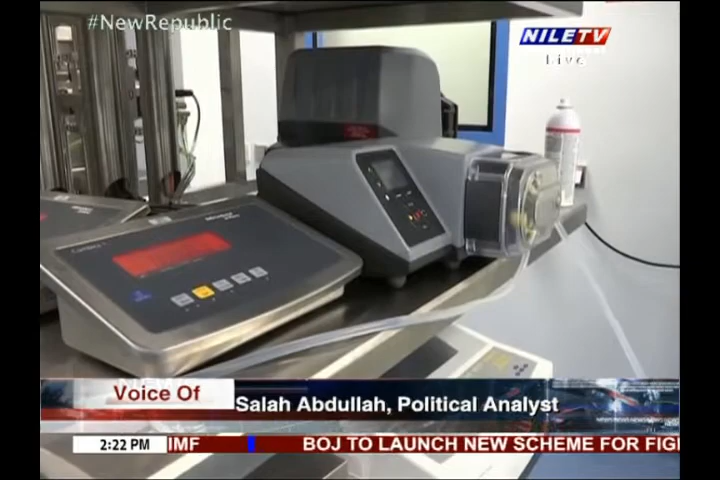 #NewRepublic
NILETV
Live
Voice Of
Salah Abdullah, Political Analyst
2:22 PM
IMF
BOJ TO LAUNCH NEW SCHEME FOR FIG